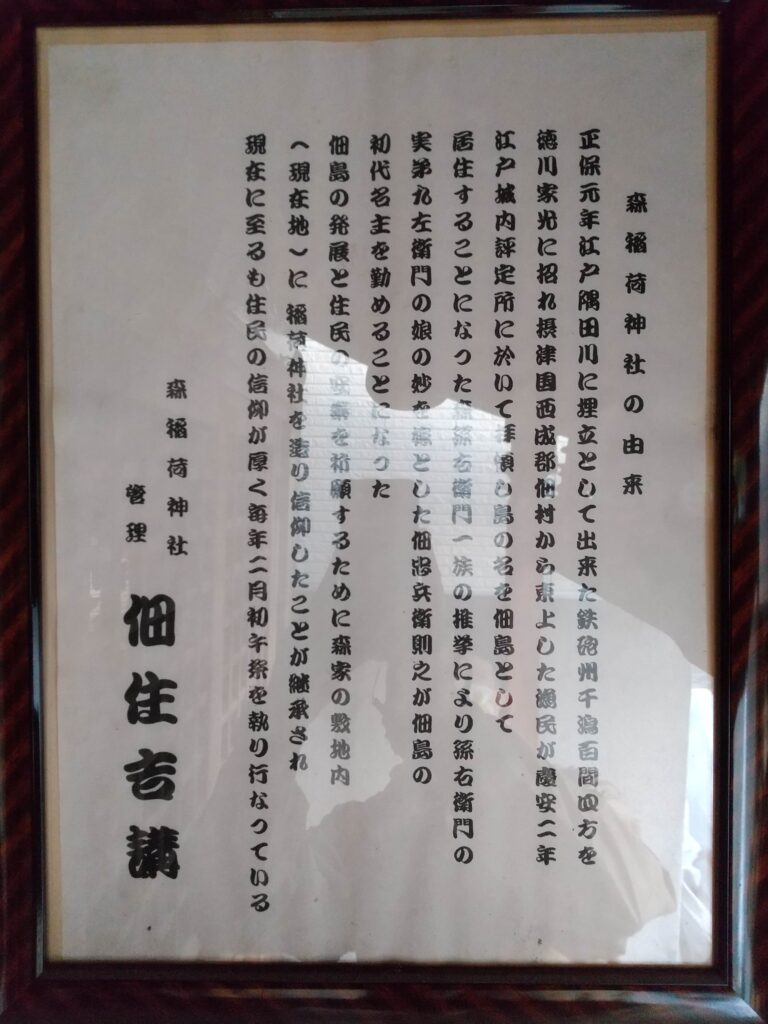 森稲荷神社の由来
正保元年江戸隅田川に埋立として出来た鉄砲州干潟百間四方を
徳川家光に招れ摂津国西成郡佃村から東上した漁民が慶安二年
江戸城内評定所に於いて拝領し島の名を佃島として
居住することになった森孫右衛門一族の推挙により孫右衛門の
実弟九左衛門の娘の妙を嫁とした佃忠兵衛則之が佃島の
初代名主を勤めることになった
佃島の発展と住民の安寧を祈願するために森家の敷地内
(現在地)に稲荷神社を造り信仰したことが継承され
現在に至るも住民の信仰が厚く毎年二月初午祭を執り行なっている
森稲荷神社
管理
佃住吉講